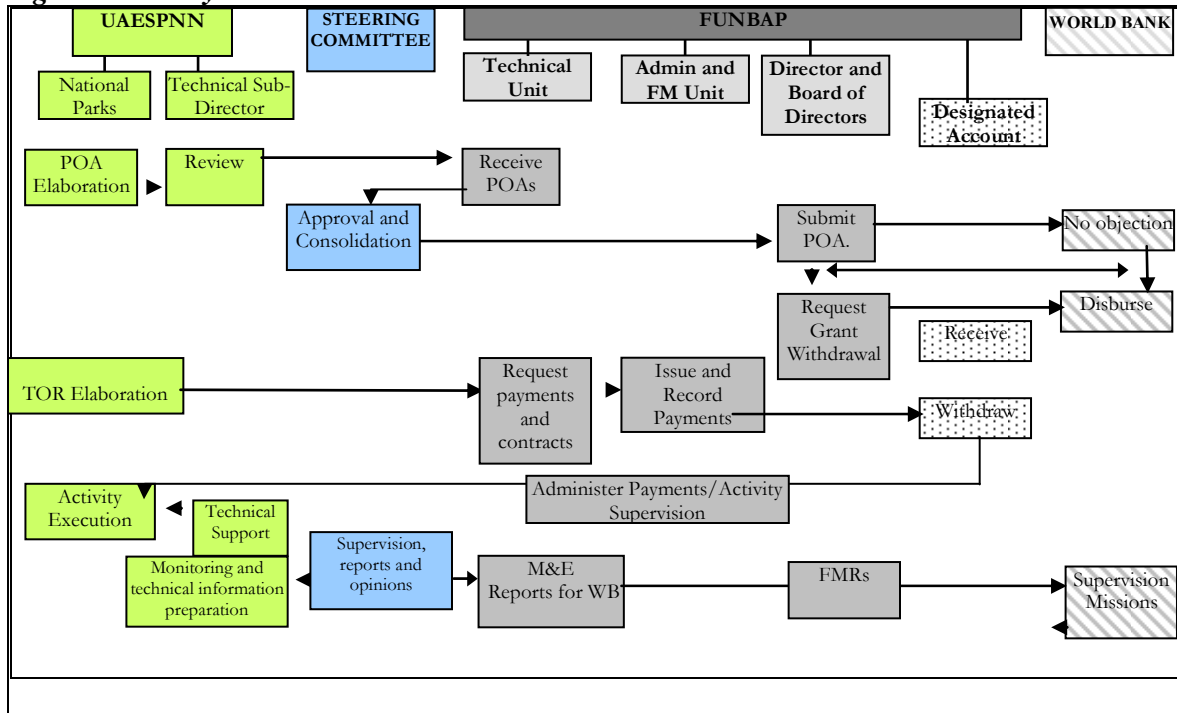 UAESPNN
STEERING
COMMITTEE
FUNBAP
WORLD BANK
National
Parks
Technical Sub-
Director
Technical
Unit
Admin and
FM Unit
Director and
Board of
Directors
Designated
Account
POA
Elaboration
Review
Receive
POAs
Approval and
Consolidation
Submit
POA.
No objection
Request
Grant
Withdrawal
Receive
Disburse
TOR Elaboration
Request
payments
and
contracts
Issue and
Record
Payments
Withdraw
Activity
Execution
Technical
Support
Administer Payments/Activity
Supervision
Monitoring and
technical information
preparation
Supervision,
reports and
opinions
M&E
Reports for WB
FMRs
Supervision
Missions